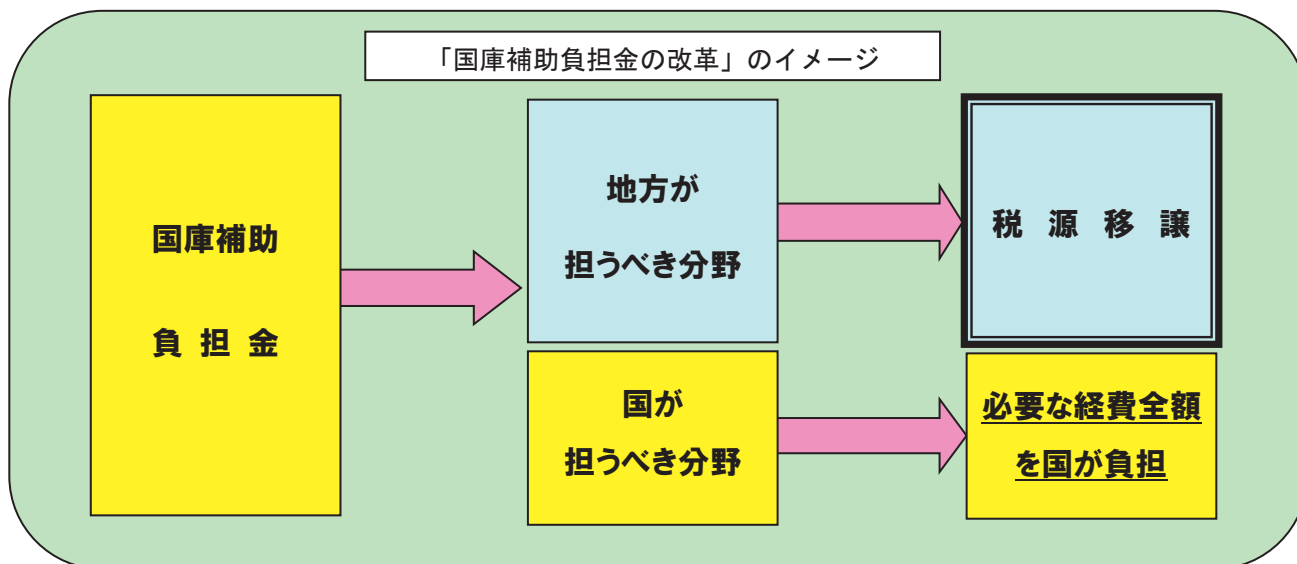 「国庫補助負担金の改革」のイメージ
国庫補助
負担金
地方が
担うべき分野
税源移譲
国が
担うべき分野
必要な経費全額
を国が負担